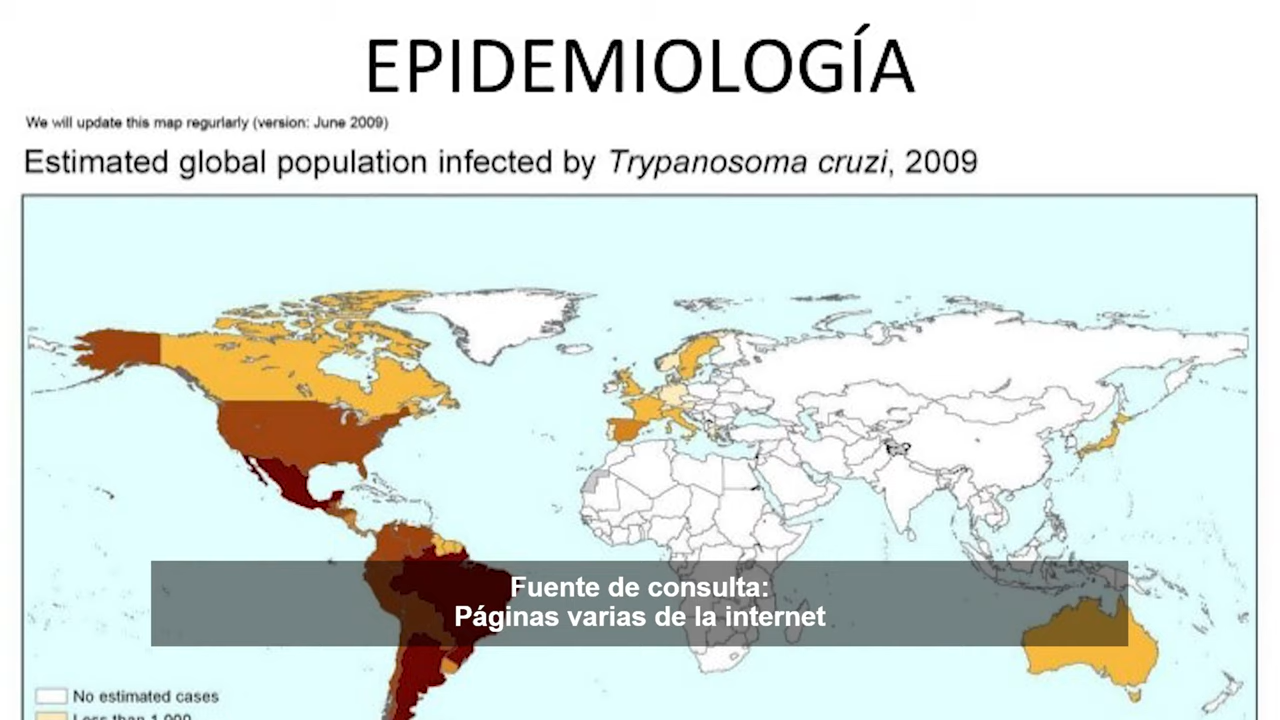 EPIDEMIOLOGÍA
We will update this map regurlarly (version: June 2009)
Estimated global population infected by Trypanosoma cruzi, 2009
Fuente de consulta:
Páginas varias de la internet
No estimated cases
Less than 1,000